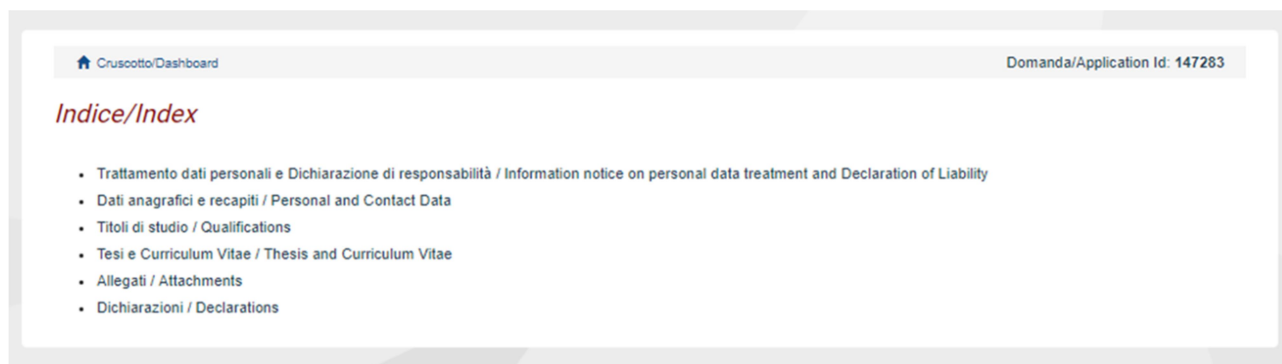 Cruscotto/Dashboard
Domanda/Application Id: 147283
Indice/Index
Trattamento dati personali e Dichiarazione di responsabilità / Information notice on personal data treatment and Declaration of Liability
Dati anagrafici e recapiti / Personal and Contact Data
Titoli di studio / Qualifications
Tesi e Curriculum Vitae / Thesis and Curriculum Vitae
Allegati / Attachments
Dichiarazioni / Declarations